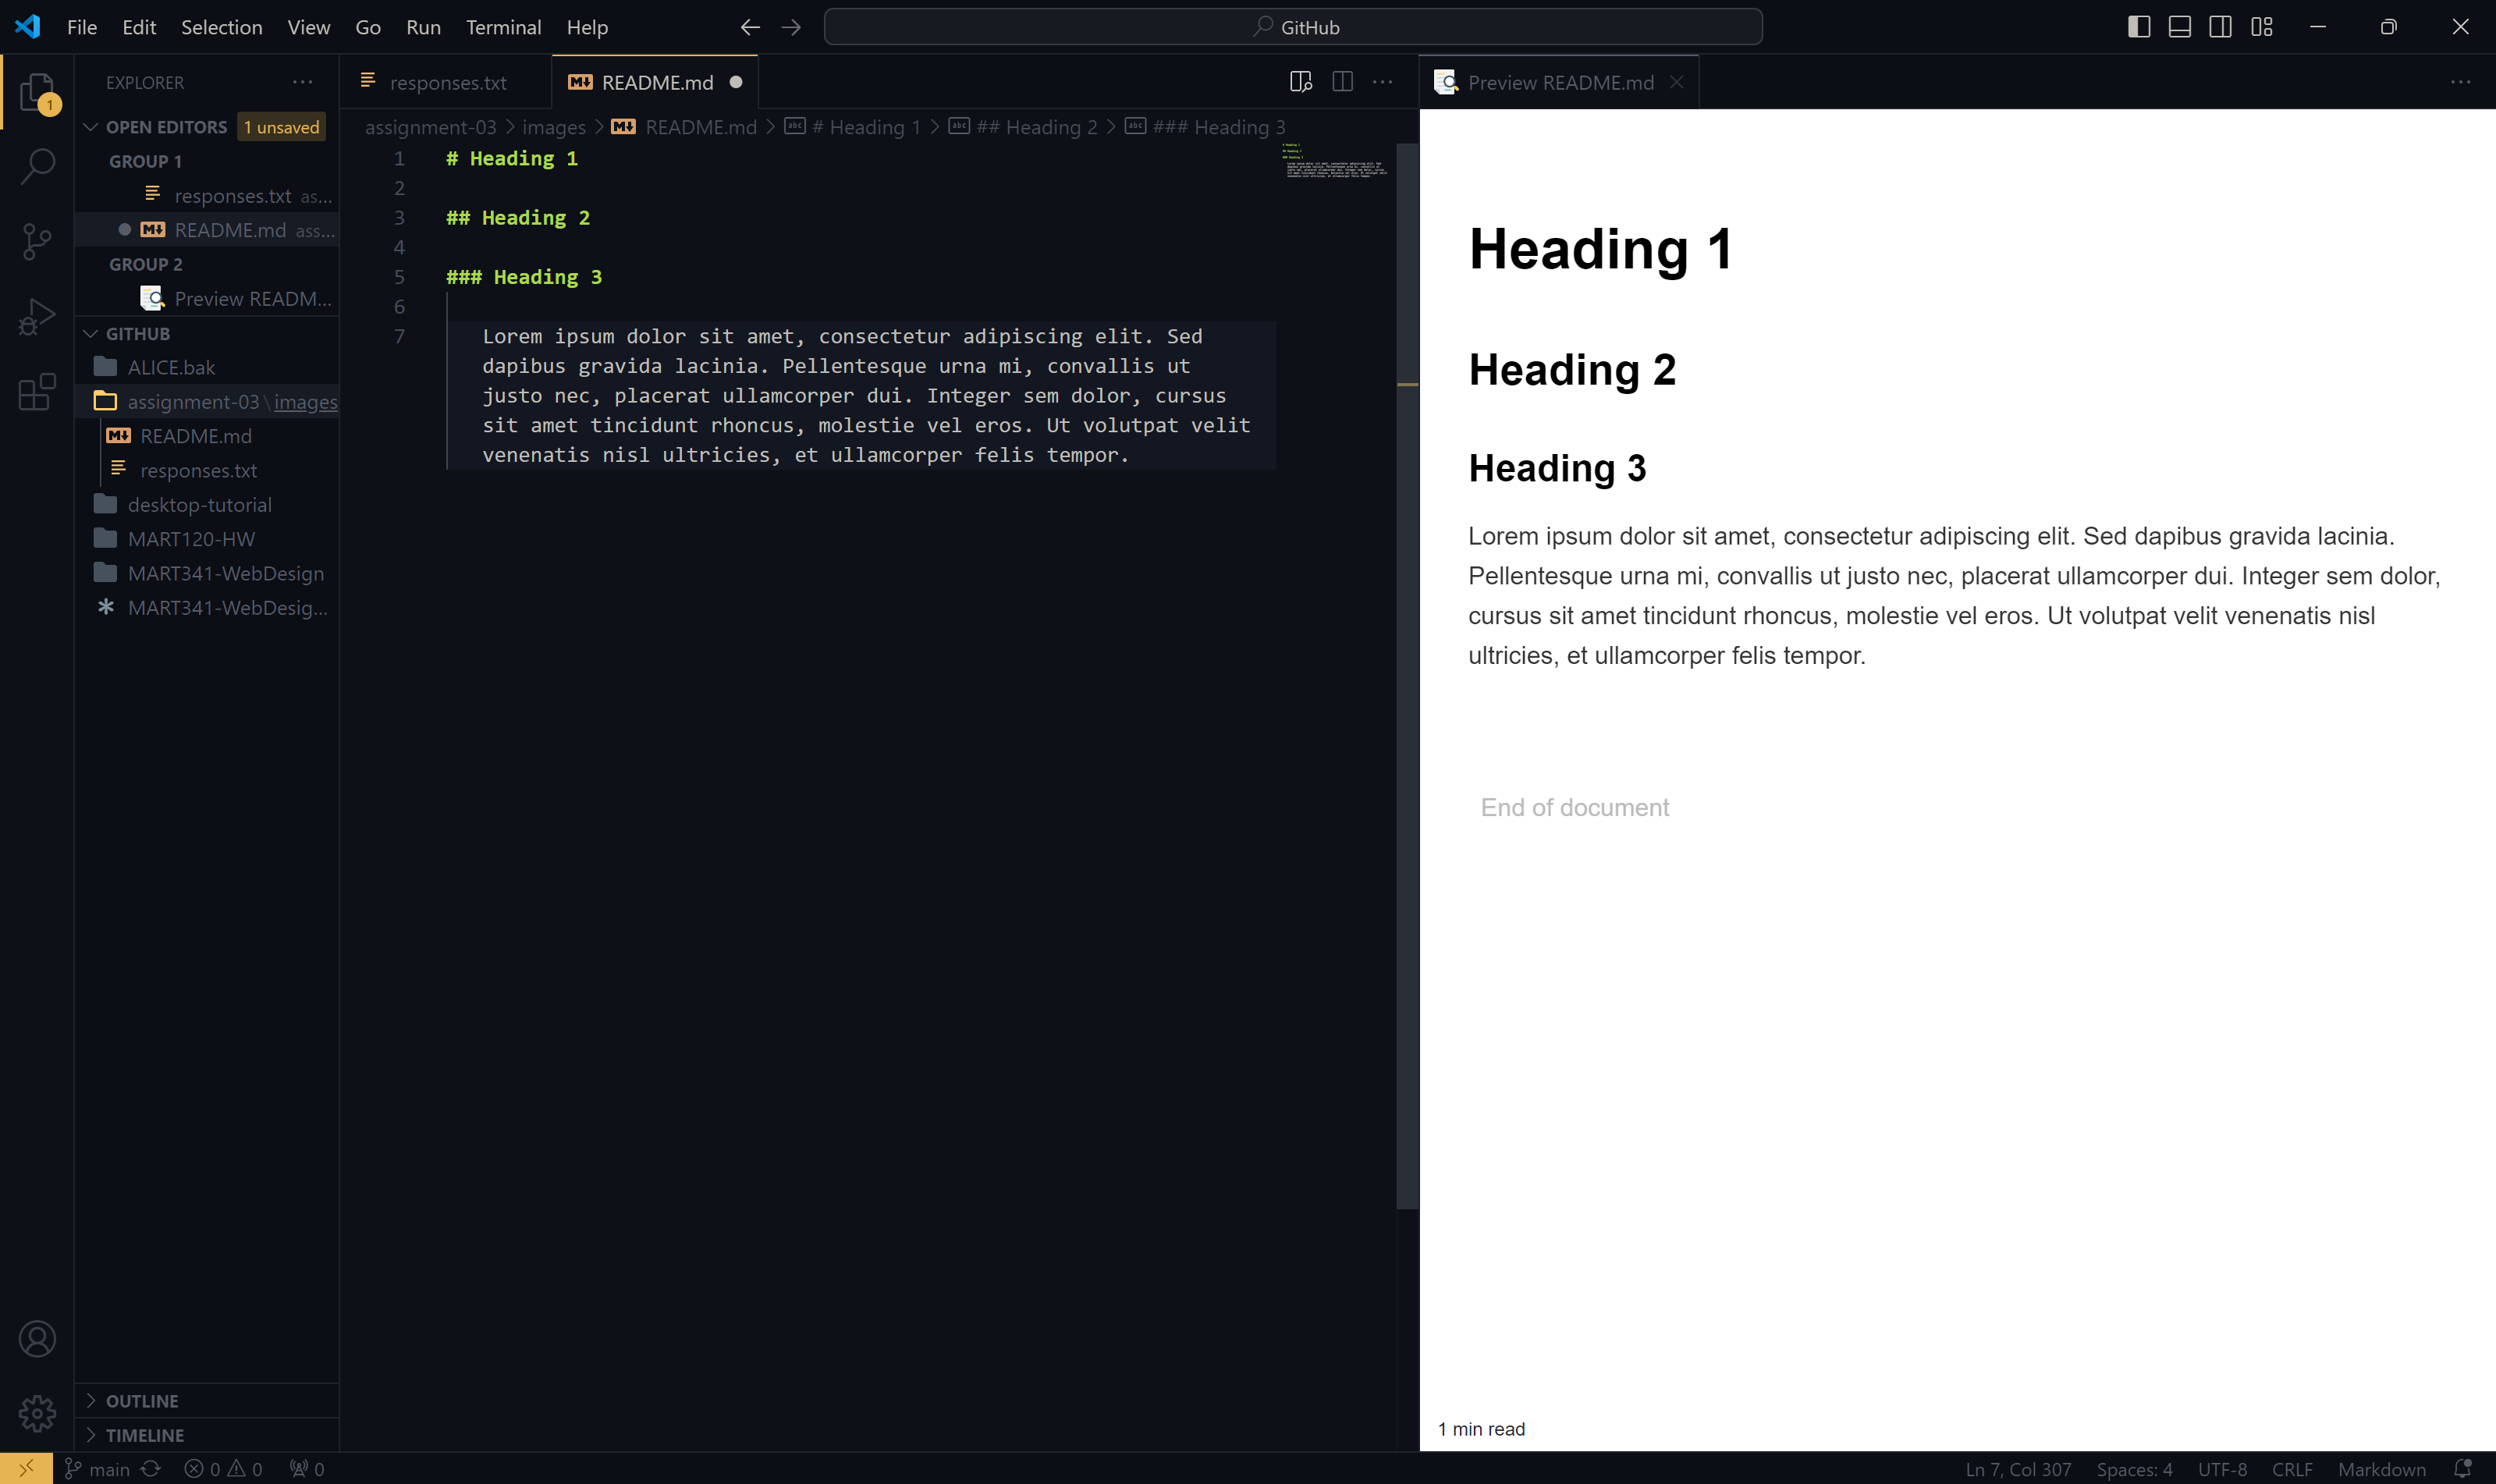 File Edit Selection View Go Run Terminal Help
GitHub
EXPLORER
OPEN EDITORS 1 unsaved
GROUP 1
responses.txt as...
README.md ass...
GROUP 2
Preview READM...
GITHUB
ALICE.bak
assignment-03\images
README.md
responses.txt
desktop-tutorial
MART120-HW
MART341-WebDesign
MART341-WebDesig...
OUTLINE
TIMELINE
responses.txt README.md
assignment-03 > images > README.md > # Heading 1 > ## Heading 2 > ### Heading 3
1 # Heading 1
2
3 ## Heading 2
4
5 ### Heading 3
6
7 Lorem ipsum dolor sit amet, consectetur adipiscing elit. Sed
dapibus gravida lacinia. Pellentesque urna mi, convallis ut
justo nec, placerat ullamcorper dui. Integer sem dolor, cursus
sit amet tincidunt rhoncus, molestie vel eros. Ut volutpat velit
venenatis nisl ultricies, et ullamcorper felis tempor.
Preview README.md
Heading 1
Heading 2
Heading 3
Lorem ipsum dolor sit amet, consectetur adipiscing elit. Sed dapibus gravida lacinia.
Pellentesque urna mi, convallis ut justo nec, placerat ullamcorper dui. Integer sem dolor,
cursus sit amet tincidunt rhoncus, molestie vel eros. Ut volutpat velit venenatis nisl
ultricies, et ullamcorper felis tempor.
End of document
1 min read
main 0 0 0
Ln 7, Col 307 Spaces: 4 UTF-8 CRLF Markdown